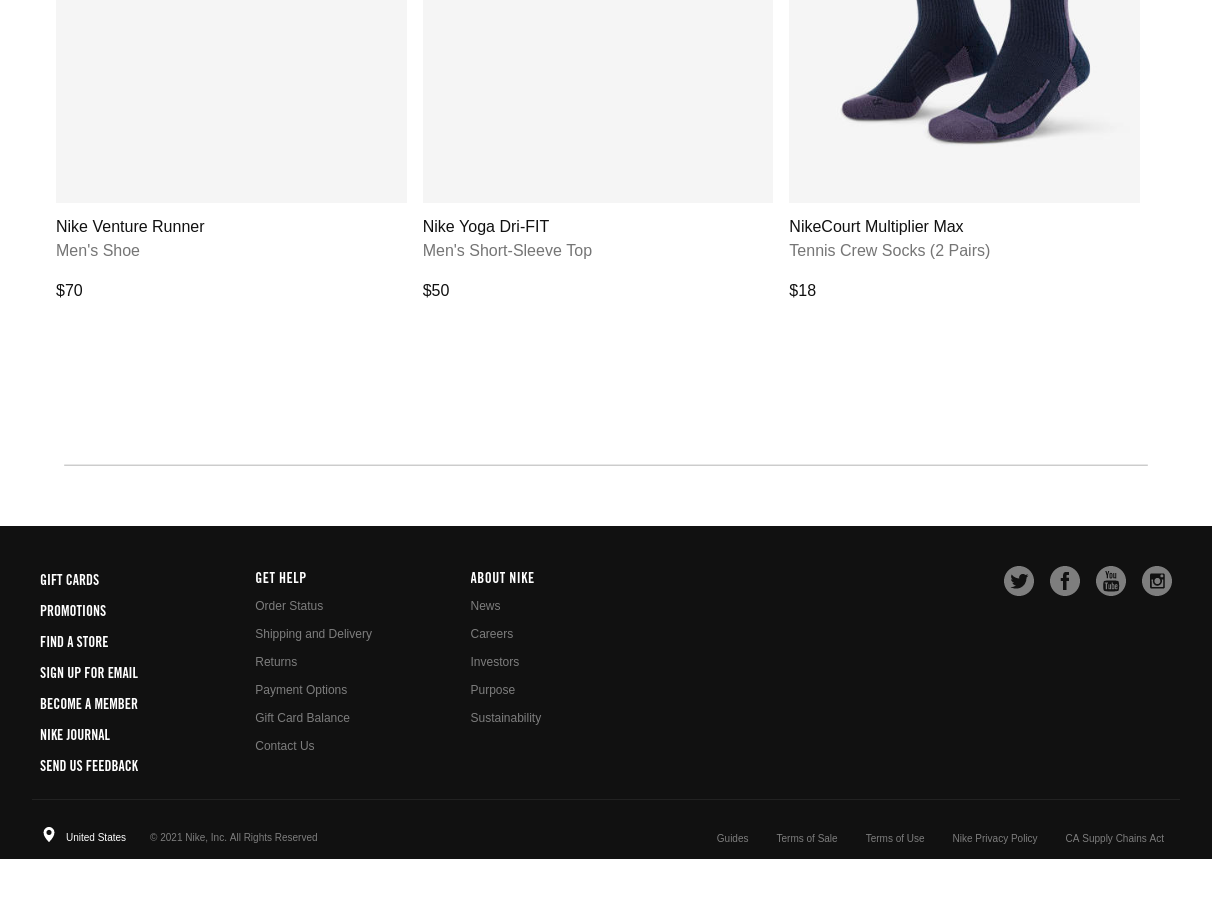 Nike Venture Runner
Men's Shoe
$70
Nike Yoga Dri-FIT
Men's Short-Sleeve Top
$50
NikeCourt Multiplier Max
Tennis Crew Socks (2 Pairs)
$18
GIFT CARDS
PROMOTIONS
FIND A STORE
SIGN UP FOR EMAIL
BECOME A MEMBER
NIKE JOURNAL
SEND US FEEDBACK
GET HELP
Order Status
Shipping and Delivery
Returns
Payment Options
Gift Card Balance
Contact Us
ABOUT NIKE
News
Careers
Investors
Purpose
Sustainability
You
Tube
United States
© 2021 Nike, Inc. All Rights Reserved
Guides
Terms of Sale
Terms of Use
Nike Privacy Policy
CA Supply Chains Act